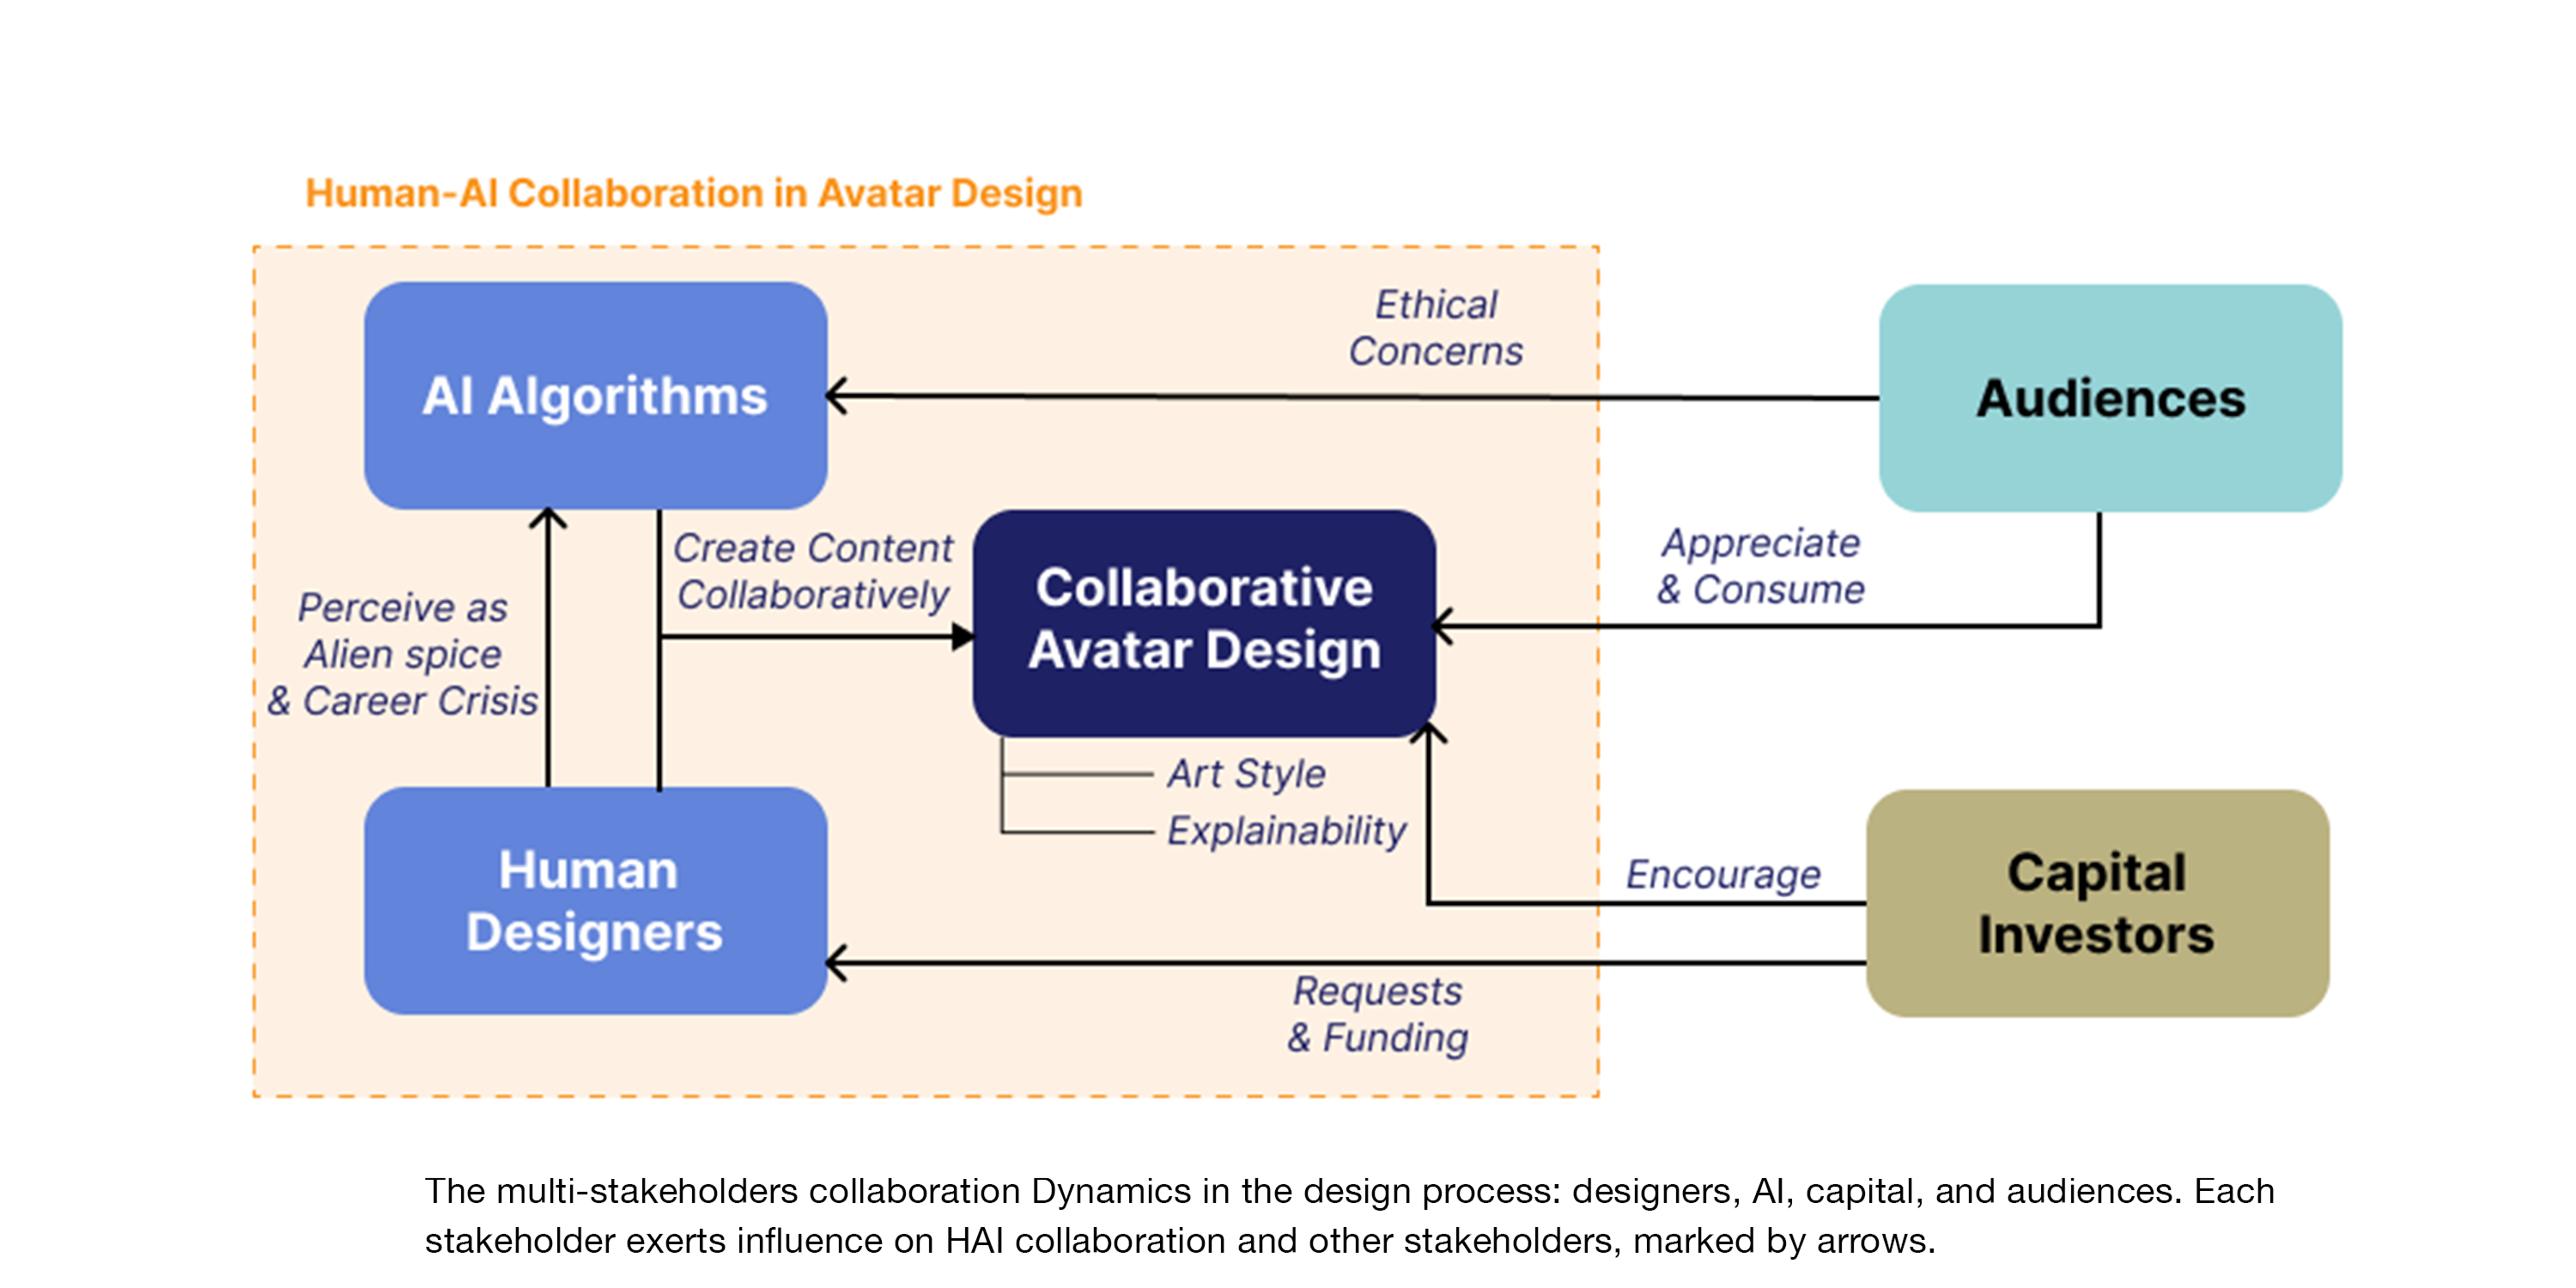 Human-AI Collaboration in Avatar Design
AI Algorithms
Ethical
Concerns
Audiences
Create Content
Collaboratively
Perceive as
Alien spice
& Career Crisis
Collaborative
Avatar Design
Appreciate
& Consume
Art Style
Explainability
Human
Designers
Encourage
Capital
Investors
Requests
& Funding
The multi-stakeholders collaboration Dynamics in the design process: designers, AI, capital, and audiences. Each
stakeholder exerts influence on HAI collaboration and other stakeholders, marked by arrows.